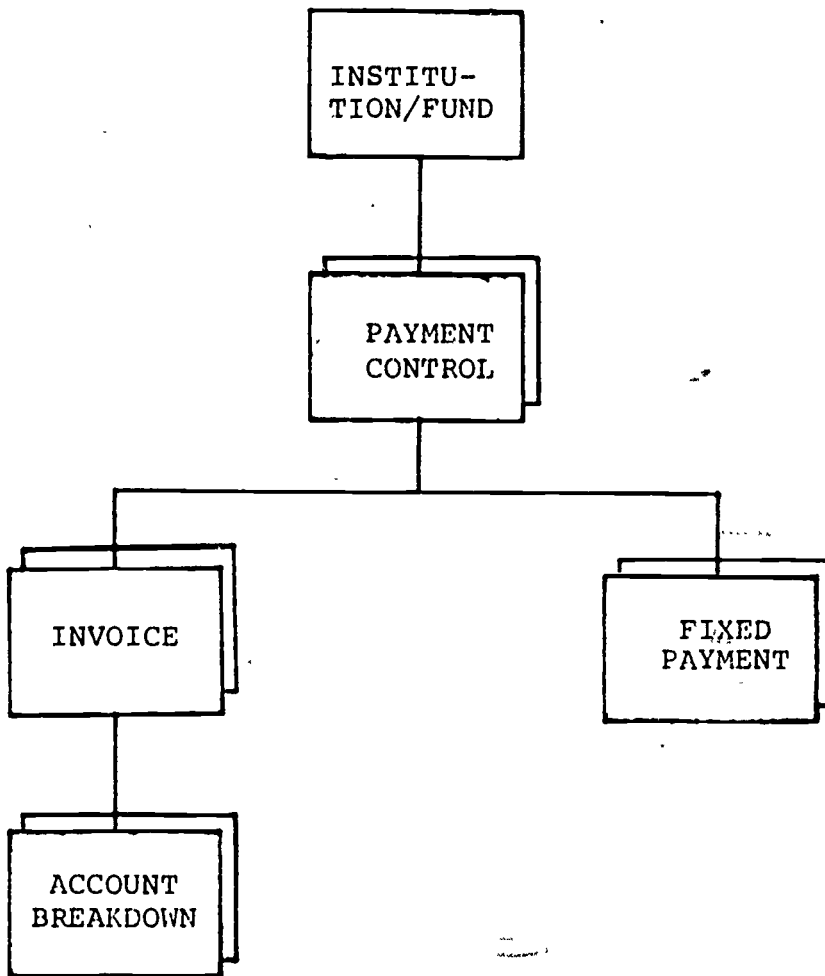 INSTITU-
TION/FUND
PAYMENT
CONTROL
INVOICE
FIXED
PAYMENT
ACCOUNT
BREAKDOWN